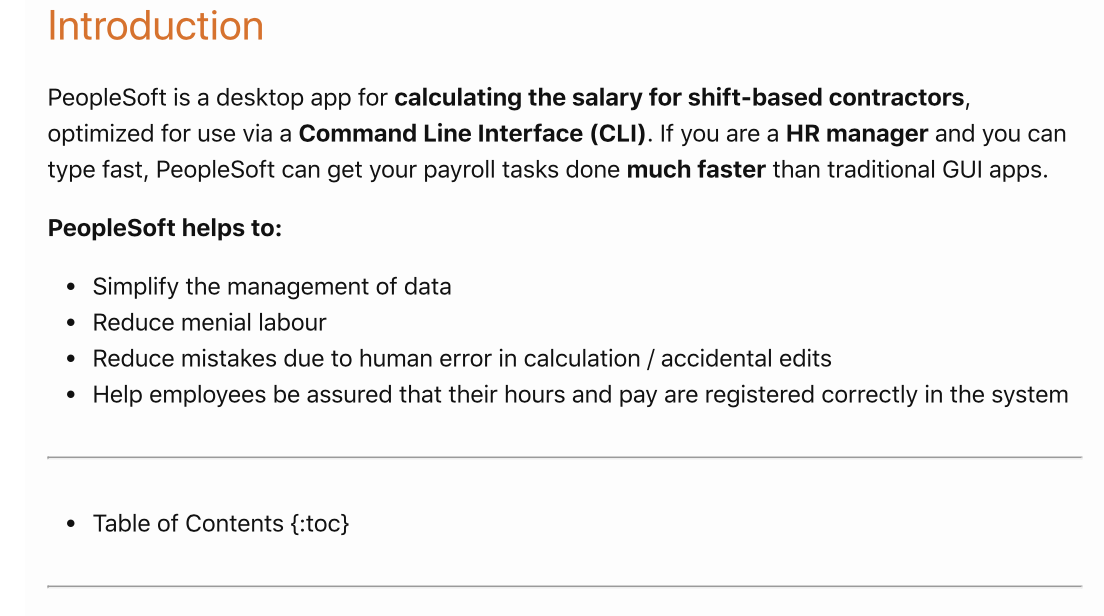 Introduction
PeopleSoft is a desktop app for calculating the salary for shift-based contractors,
optimized for use via a Command Line Interface (CLI). If you are a HR manager and you can
type fast, PeopleSoft can get your payroll tasks done much faster than traditional GUI apps.
PeopleSoft helps to:
• Simplify the management of data
• Reduce menial labour
• Reduce mistakes due to human error in calculation / accidental edits
• Help employees be assured that their hours and pay are registered correctly in the system
• Table of Contents {:toc}